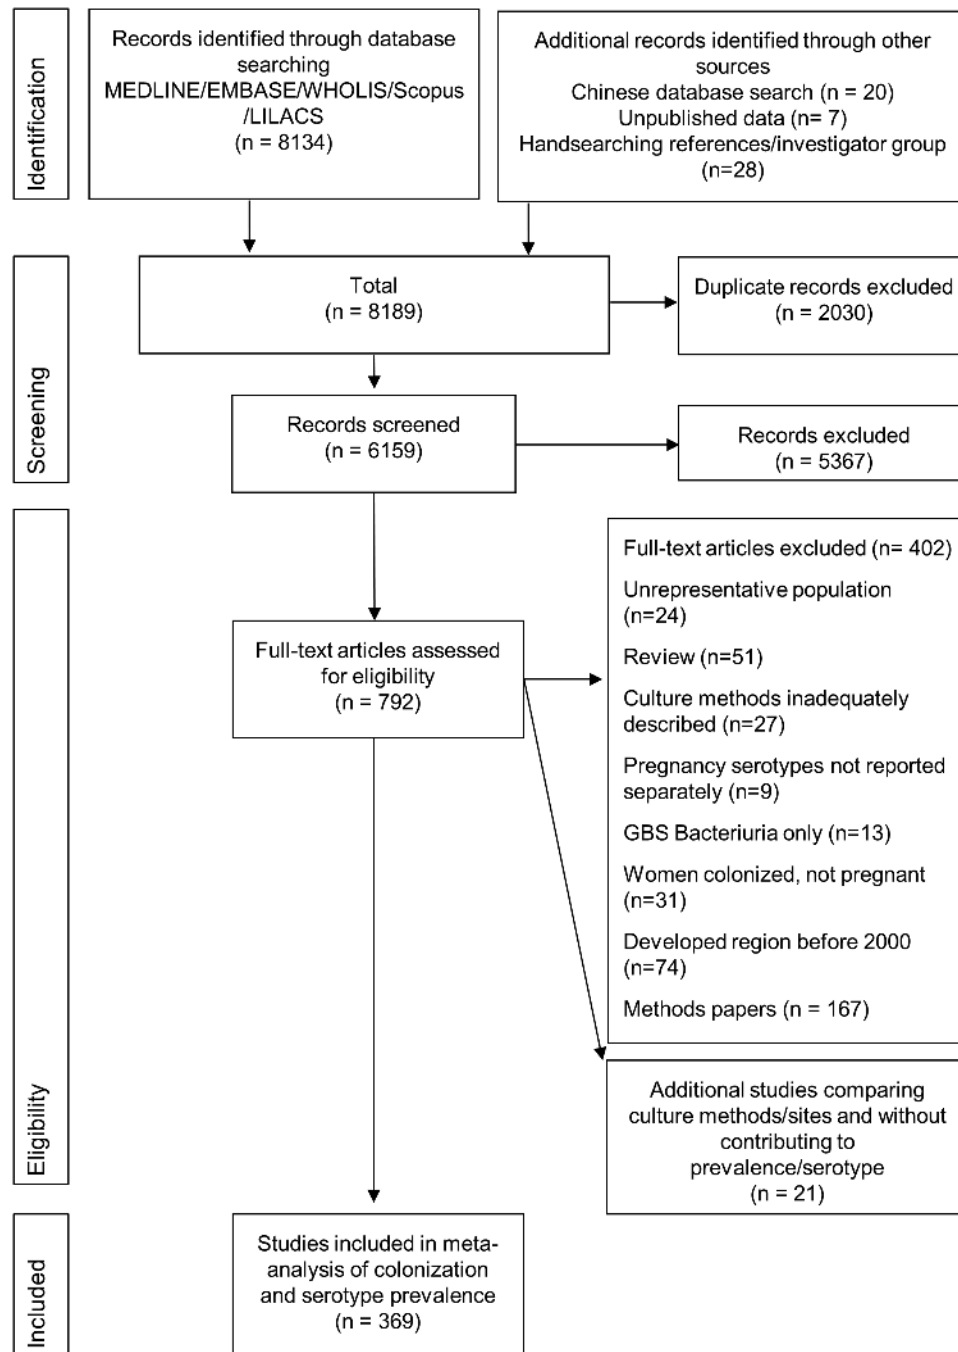 Identification
Records identified through database
searching
MEDLINE/EMBASE/WHOLIS/Scopus
/LILACS
(n = 8134)
Additional records identified through other
sources
Chinese database search (n = 20)
Unpublished data (n= 7)
Handsearching references/investigator group
(n=28)
Screening
Total
(n = 8189)
Duplicate records excluded
(n = 2030)
Records screened
(n = 6159)
Records excluded
(n = 5367)
Eligibility
Full-text articles assessed
for eligibility
(n = 792)
Full-text articles excluded (n= 402)
Unrepresentative population
(n=24)
Review (n=51)
Culture methods inadequately
described (n=27)
Pregnancy serotypes not reported
separately (n=9)
GBS Bacteriuria only (n=13)
Women colonized, not pregnant
(n=31)
Developed region before 2000
(n=74)
Methods papers (n = 167)
Additional studies comparing
culture methods/sites and without
contributing to
prevalence/serotype
(n = 21)
Included
Studies included in meta-
analysis of colonization
and serotype prevalence
(n = 369)